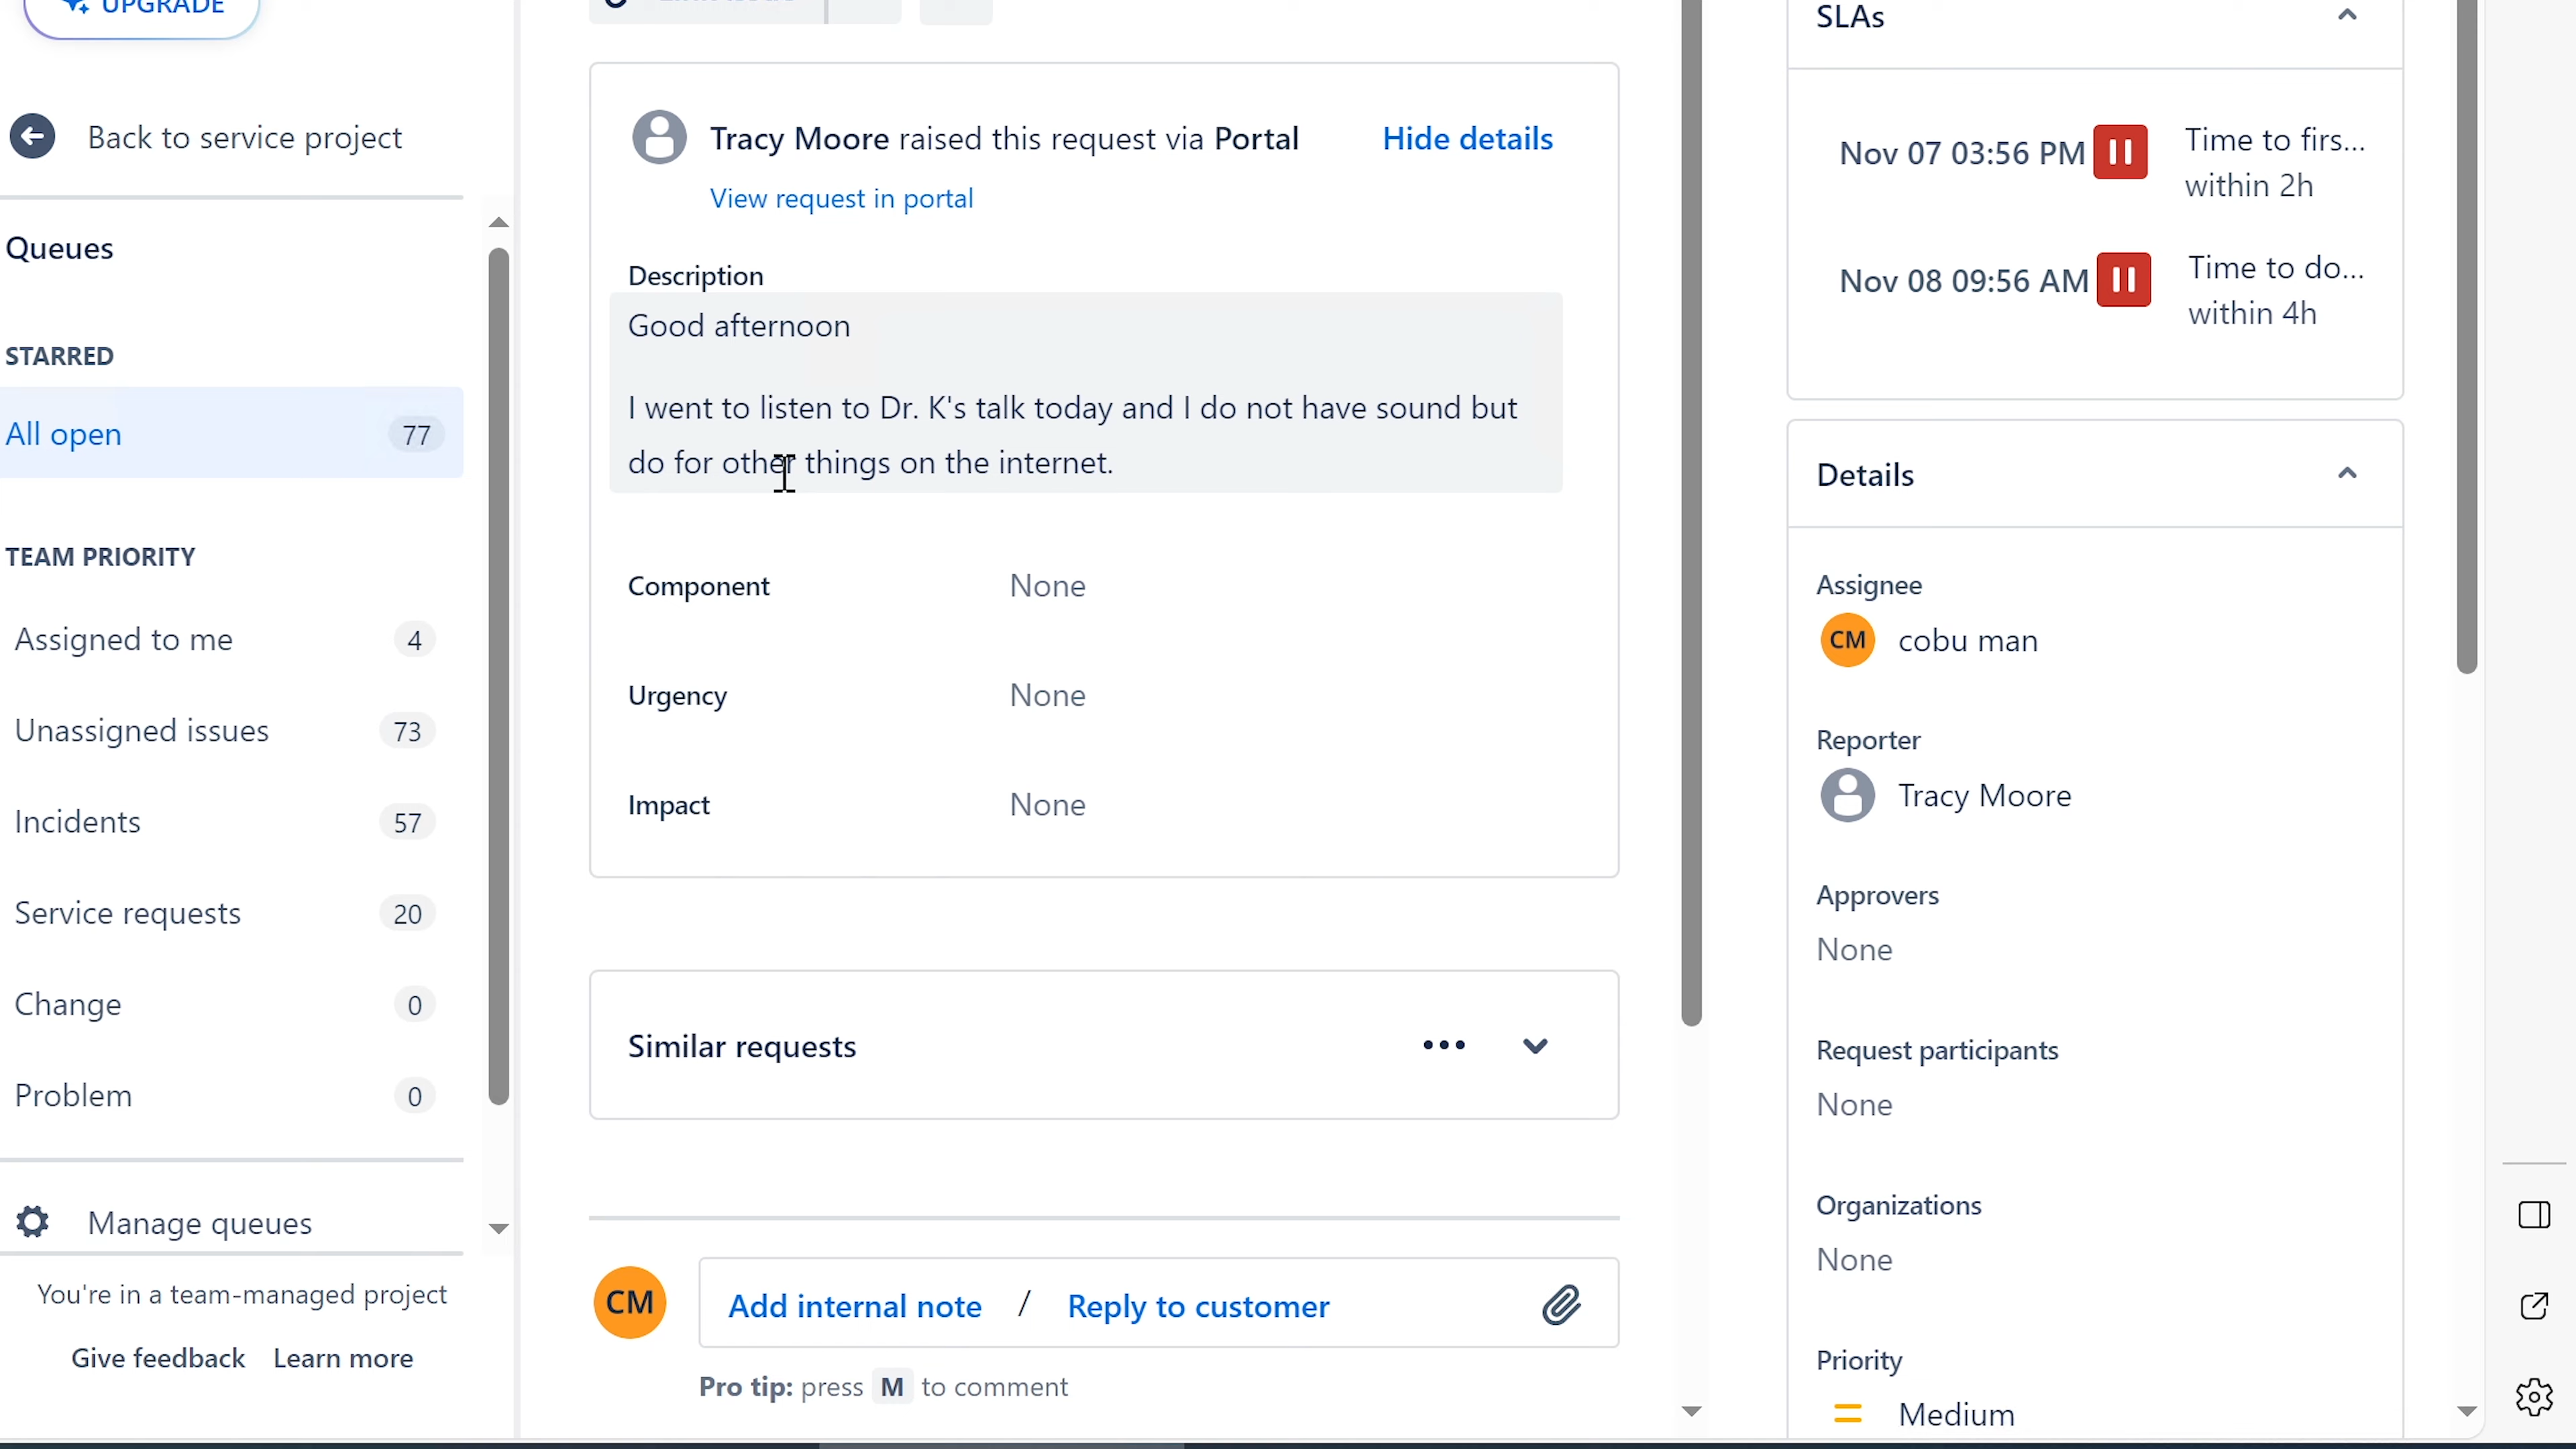 UPGRADE
Back to service project
Queues
STARRED
All open 77
TEAM PRIORITY
Assigned to me 4
Unassigned issues 73
Incidents 57
Service requests 20
Change 0
Problem 0
Manage queues
You're in a team-managed project
Give feedback Learn more
Tracy Moore raised this request via Portal Hide details
View request in portal
Description
Good afternoon
I went to listen to Dr. K's talk today and I do not have sound but
do for other things on the internet.
Component None
Urgency None
Impact None
Similar requests
CM Add internal note / Reply to customer
Pro tip: press M to comment
SLAs
Nov 07 03:56 PM Time to firs...
within 2h
Nov 08 09:56 AM Time to do...
within 4h
Details
Assignee
CM cobu man
Reporter
Tracy Moore
Approvers
None
Request participants
None
Organizations
None
Priority
Medium